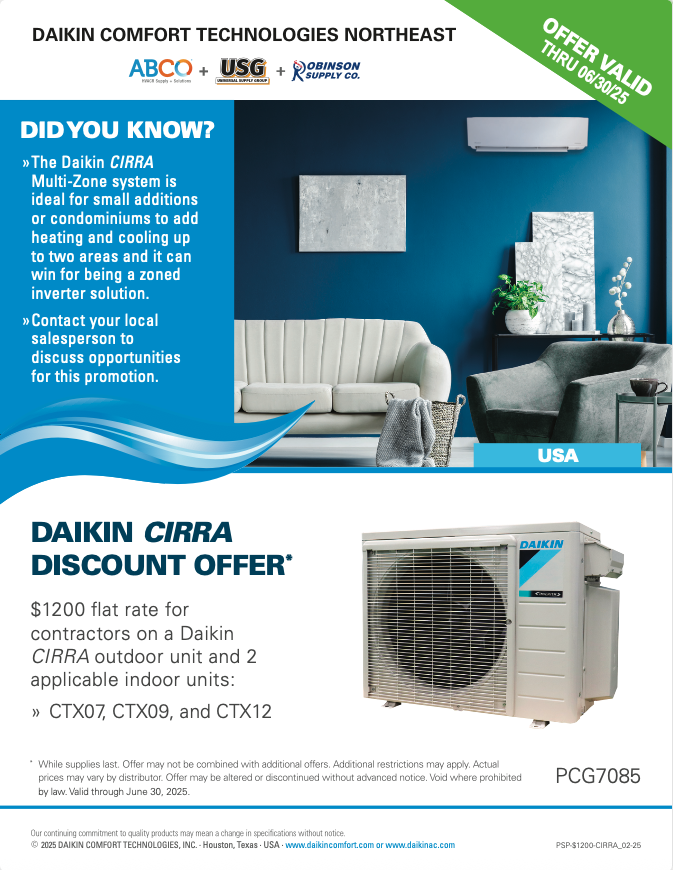 DAIKIN COMFORT TECHNOLOGIES NORTHEAST
OFFER VALID
THRU 06/30/25
ABCO + USG + ROBINSON
HVACR Supply + Solutions UNIVERSAL SUPPLY GROUP SUPPLY CO.
DID YOU KNOW?
» The Daikin CIRRA
Multi-Zone system is
ideal for small additions
or condominiums to add
heating and cooling up
to two areas and it can
win for being a zoned
inverter solution.
» Contact your local
salesperson to
discuss opportunities
for this promotion.
USA
DAIKIN CIRRA
DISCOUNT OFFER*
DAIKIN
$1200 flat rate for
contractors on a Daikin
CIRRA outdoor unit and 2
applicable indoor units:
» CTX07, CTX09, and CTX12
* While supplies last. Offer may not be combined with additional offers. Additional restrictions may apply. Actual
prices may vary by distributor. Offer may be altered or discontinued without advanced notice. Void where prohibited
by law. Valid through June 30, 2025.
PCG7085
Our continuing commitment to quality products may mean a change in specifications without notice.
© 2025 DAIKIN COMFORT TECHNOLOGIES, INC. · Houston, Texas · USA · www.daikincomfort.com or www.daikinac.com
PSP-$1200-CIRRA_02-25